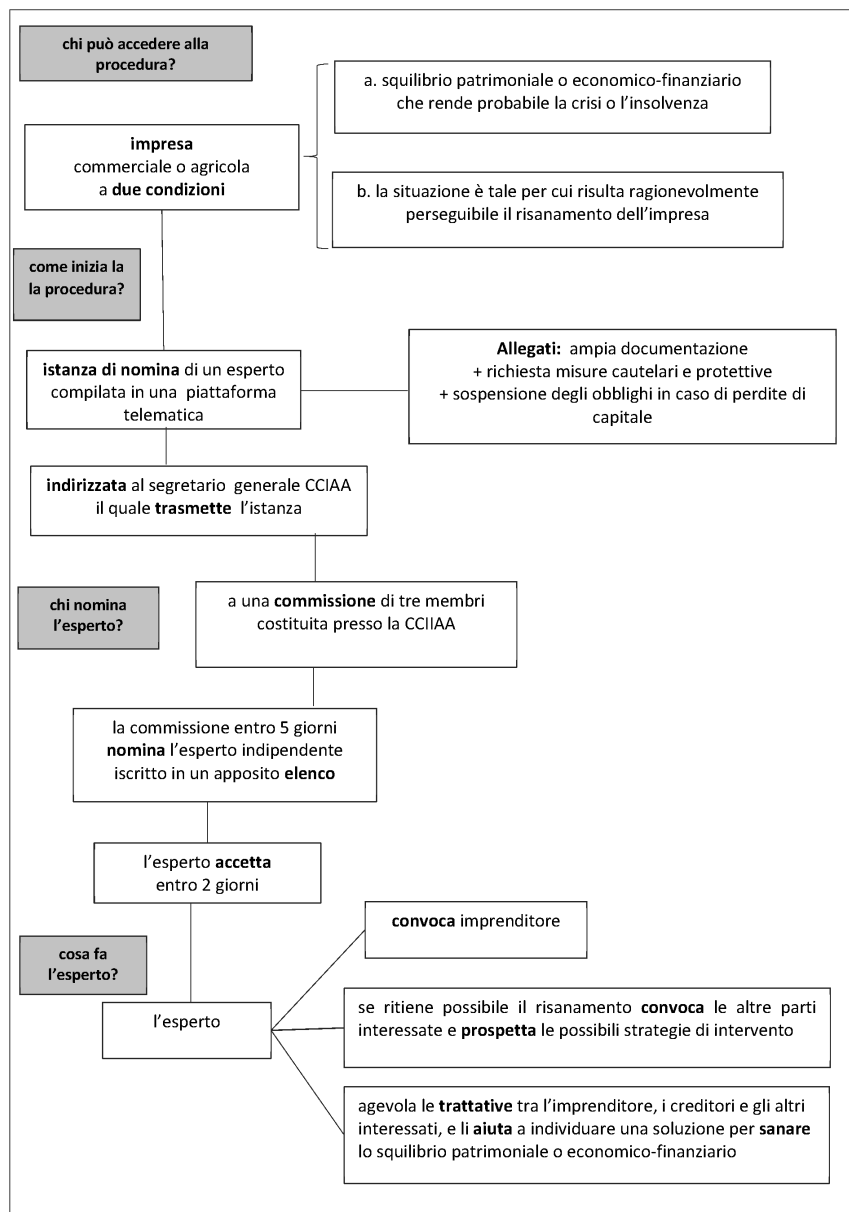 chi può accedere alla
procedura?
a. squilibrio patrimoniale o economico-finanziario
che rende probabile la crisi o l’insolvenza
impresa
commerciale o agricola
a due condizioni
b. la situazione è tale per cui risulta ragionevolmente
perseguibile il risanamento dell’impresa
come inizia la
la procedura?
istanza di nomina di un esperto
compilata in una piattaforma
telematica
Allegati: ampia documentazione
+ richiesta misure cautelari e protettive
+ sospensione degli obblighi in caso di perdite di
capitale
indirizzata al segretario generale CCIAA
il quale trasmette l’istanza
chi nomina
l’esperto?
a una commissione di tre membri
costituita presso la CCIIAA
la commissione entro 5 giorni
nomina l’esperto indipendente
iscritto in un apposito elenco
l’esperto accetta
entro 2 giorni
cosa fa
l’esperto?
l’esperto
convoca imprenditore
se ritiene possibile il risanamento convoca le altre parti
interessate e prospetta le possibili strategie di intervento
agevola le trattative tra l’imprenditore, i creditori e gli altri
interessati, e li aiuta a individuare una soluzione per sanare
lo squilibrio patrimoniale o economico-finanziario